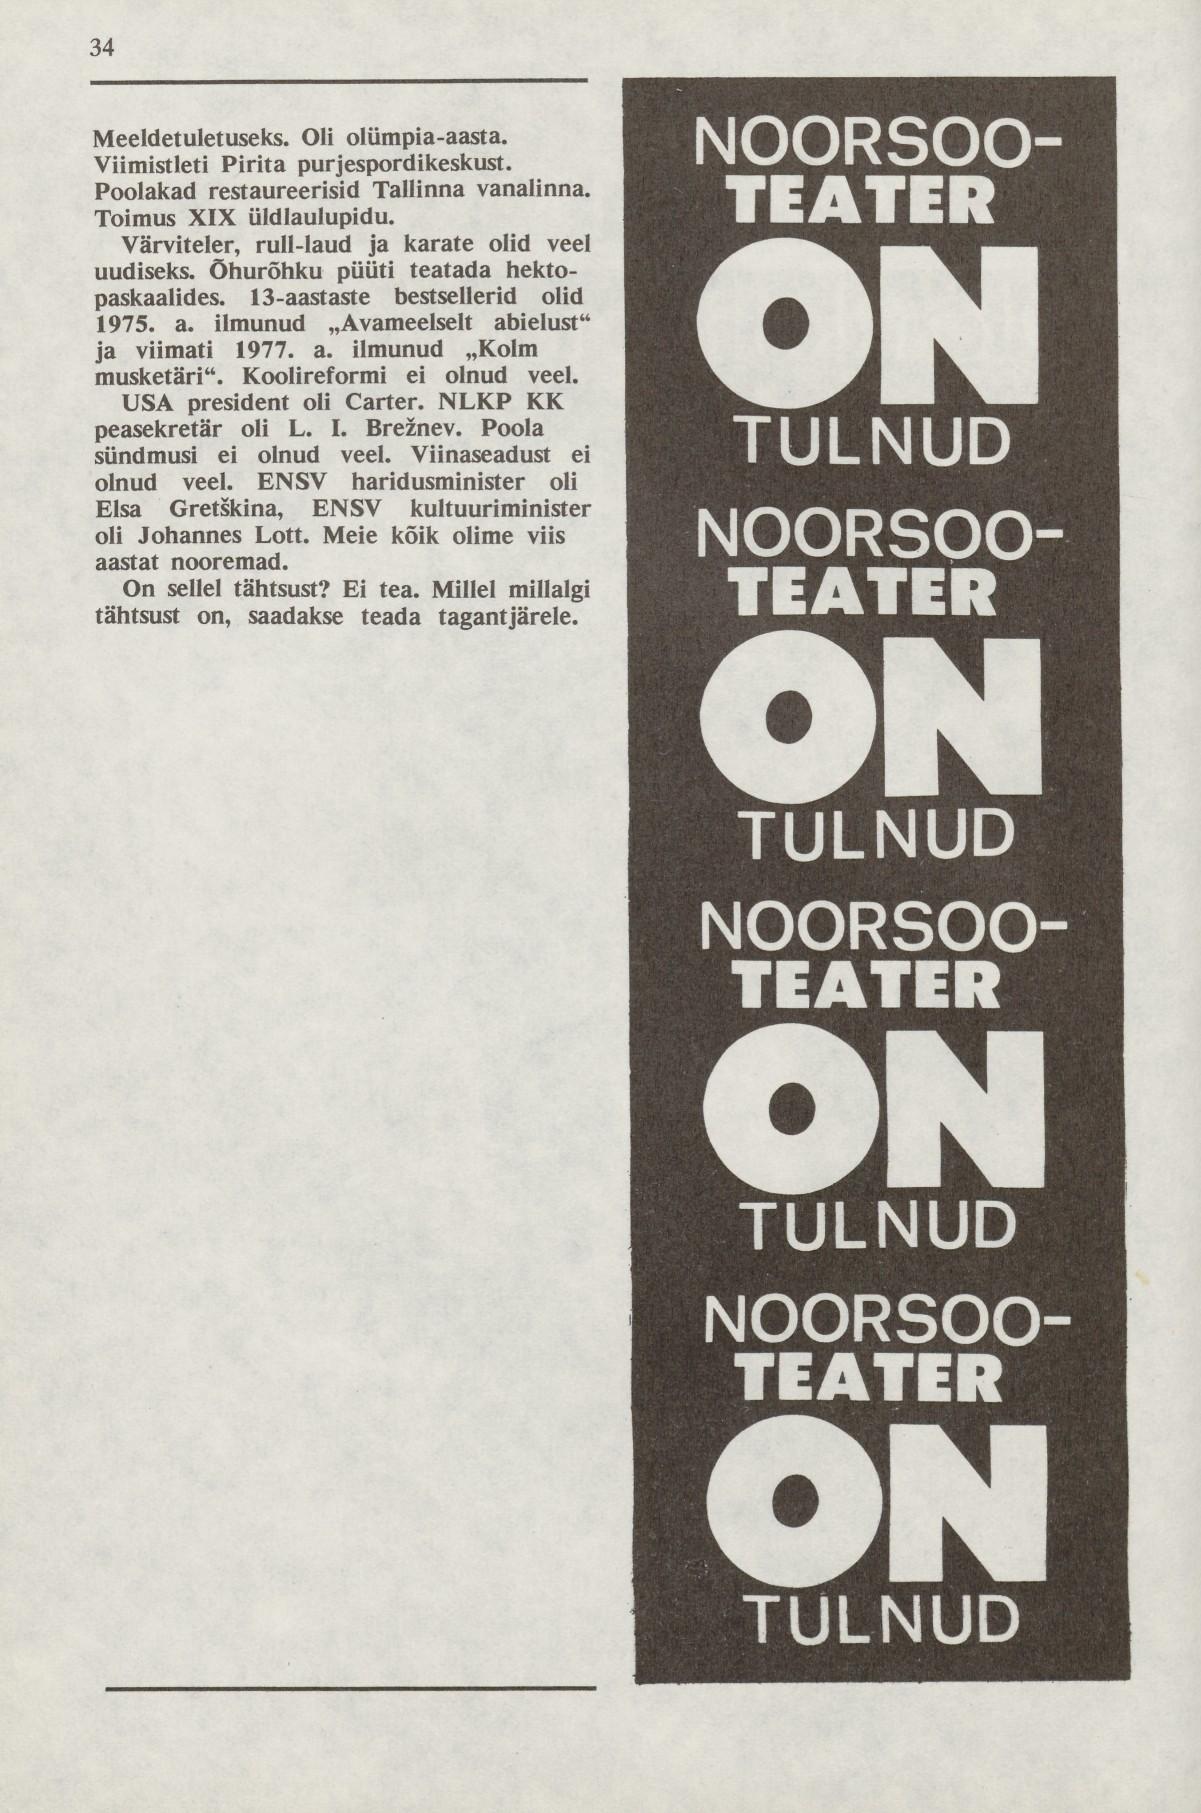 34
Meeldetuletuseks. Oli olümpia-aasta.
Viimistleti Pirita purjespordikeskust.
Poolakad restaureerisid Tallinna vanalinna.
Toimus XIX üldlaulupidu.
Värviteler, rull-laud ja karate olid veel
uudiseks. Õhurõhku püüti teatada hekto-
paskaalides. 13-aastaste bestsellerid olid
1975. a. ilmunud „Avameelselt abielust“
ja viimati 1977. a. ilmunud „Kolm
musketäri“. Koolireformi ei olnud veel.
USA president oli Carter. NLKP KK
peasekretär oli L. I. Brežnev. Poola
sündmusi ei olnud veel. Viinaseadust ei
olnud veel. ENSV haridusminister oli
Elsa Gretškina, ENSV kultuuriminister
oli Johannes Lott. Meie kõik olime viis
aastat nooremad.
On sellel tähtsust? Ei tea. Millel millalgi
tähtsust on, saadakse teada tagantjärele.
NOORSOO-
TEATER
ON
TULNUD
NOORSOO-
TEATER
ON
TULNUD
NOORSOO-
TEATER
ON
TULNUD
NOORSOO-
TEATER
ON
TULNUD